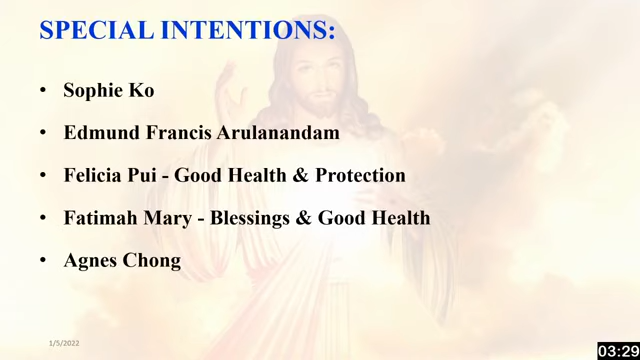 SPECIAL INTENTIONS:
• Sophie Ko
• Edmund Francis Arulanandam
• Felicia Pui - Good Health & Protection
• Fatimah Mary - Blessings & Good Health
• Agnes Chong
1/5/2022
03:29